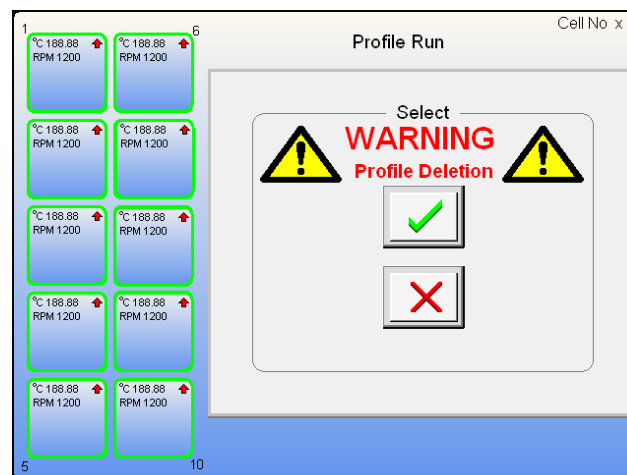 1
6
°C 188.88
RPM 1200
°C 188.88
RPM 1200
°C 188.88
RPM 1200
°C 188.88
RPM 1200
°C 188.88
RPM 1200
°C 188.88
RPM 1200
°C 188.88
RPM 1200
°C 188.88
RPM 1200
°C 188.88
RPM 1200
°C 188.88
RPM 1200
5
10
Cell No x
Profile Run
Select
WARNING
Profile Deletion